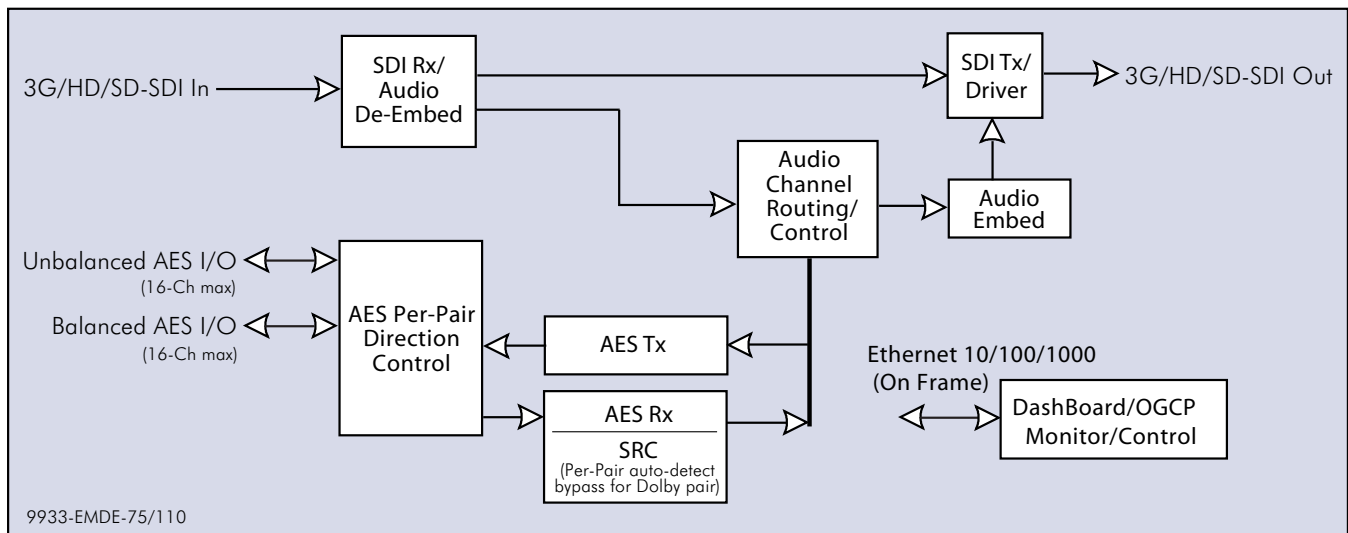 3G/HD/SD-SDI In
SDI Rx/
Audio
De-Embed
SDI Tx/
Driver
3G/HD/SD-SDI Out
Audio
Channel
Routing/
Control
Audio
Embed
Unbalanced AES I/O
(16-Ch max)
Balanced AES I/O
(16-Ch max)
AES Per-Pair
Direction
Control
AES Tx
AES Rx
SRC
(Per-Pair auto-detect
bypass for Dolby pair)
Ethernet 10/100/1000
(On Frame)
DashBoard/OGCP
Monitor/Control
9933-EMDE-75/110